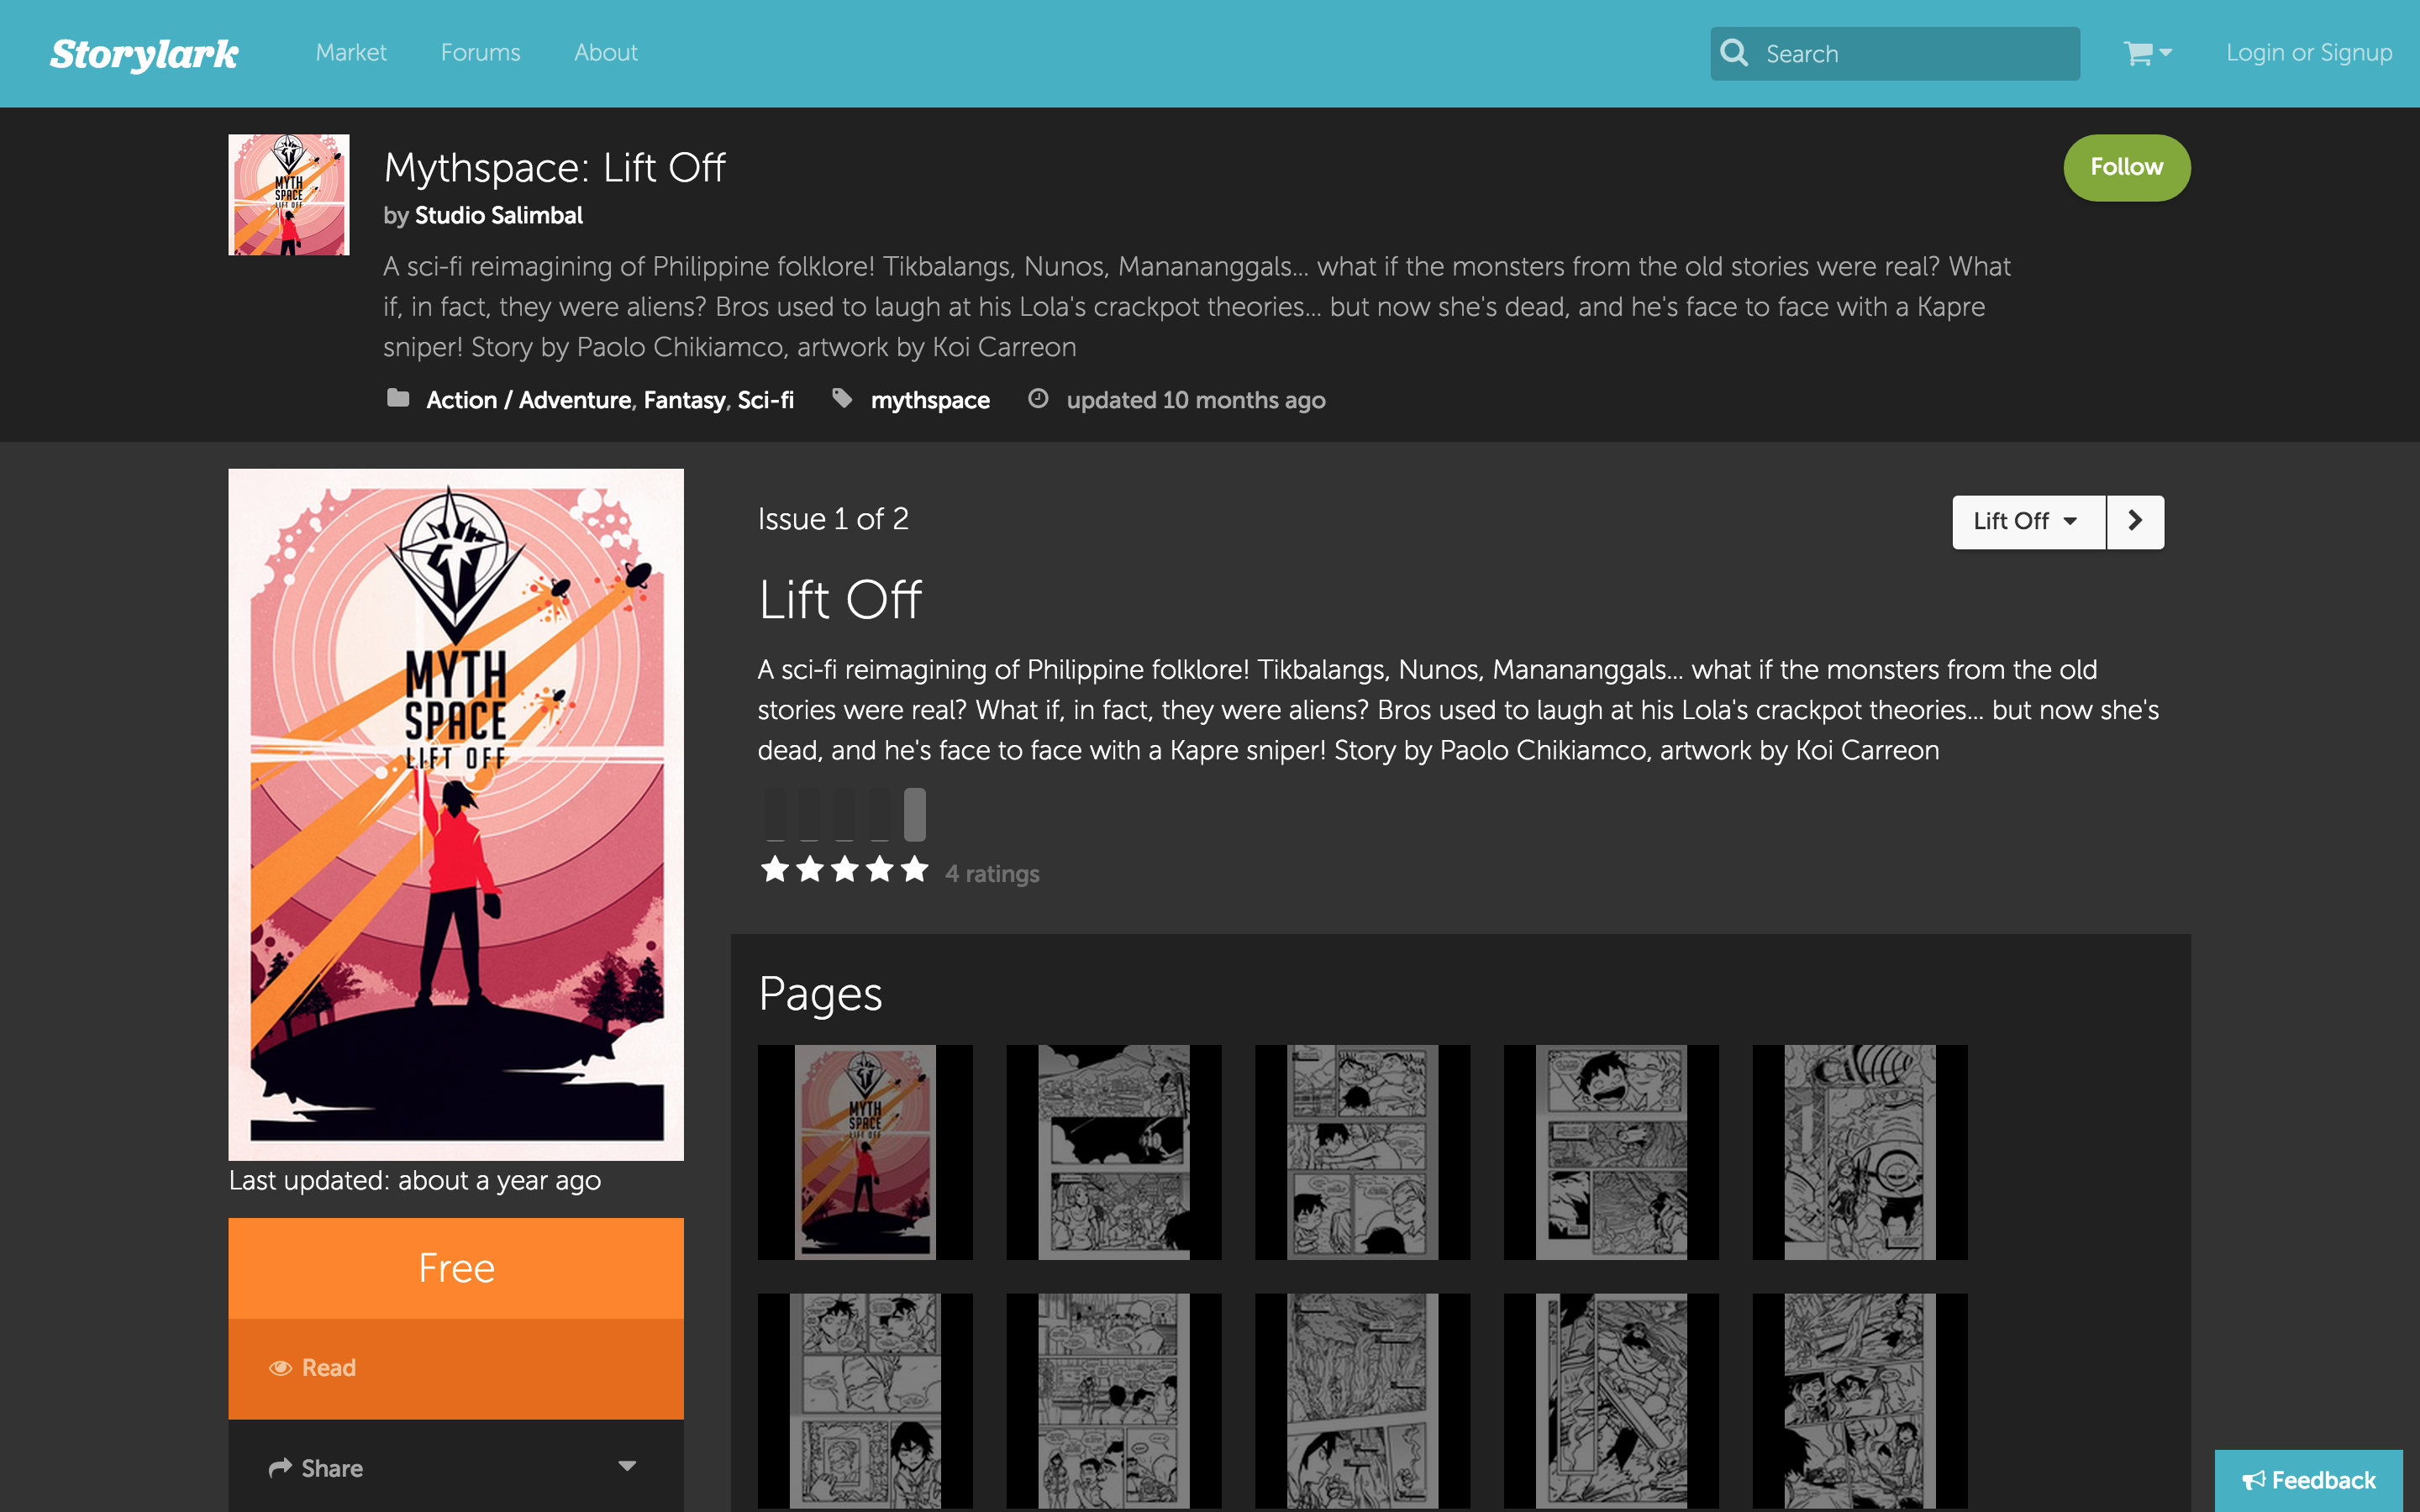 Storylark
Market
Forums
About
Search
Login or Signup
MYTH
SPACE
LIFT OFF
Mythspace: Lift Off
Follow
by Studio Salimbal
A sci-fi reimagining of Philippine folklore! Tikbalangs, Nunos, Manananggals... what if the monsters from the old stories were real? What
if, in fact, they were aliens? Bros used to laugh at his Lola's crackpot theories... but now she's dead, and he's face to face with a Kapre
sniper! Story by Paolo Chikiamco, artwork by Koi Carreon
Action / Adventure, Fantasy, Sci-fi
mythspace
updated 10 months ago
MYTH
SPACE
LIFT OFF
Last updated: about a year ago
Free
Read
Share
Issue 1 of 2
Lift Off
Lift Off
A sci-fi reimagining of Philippine folklore! Tikbalangs, Nunos, Manananggals... what if the monsters from the old
stories were real? What if, in fact, they were aliens? Bros used to laugh at his Lola's crackpot theories... but now she's
dead, and he's face to face with a Kapre sniper! Story by Paolo Chikiamco, artwork by Koi Carreon
4 ratings
Pages
MYTH
SPACE
LIFT OFF
Feedback